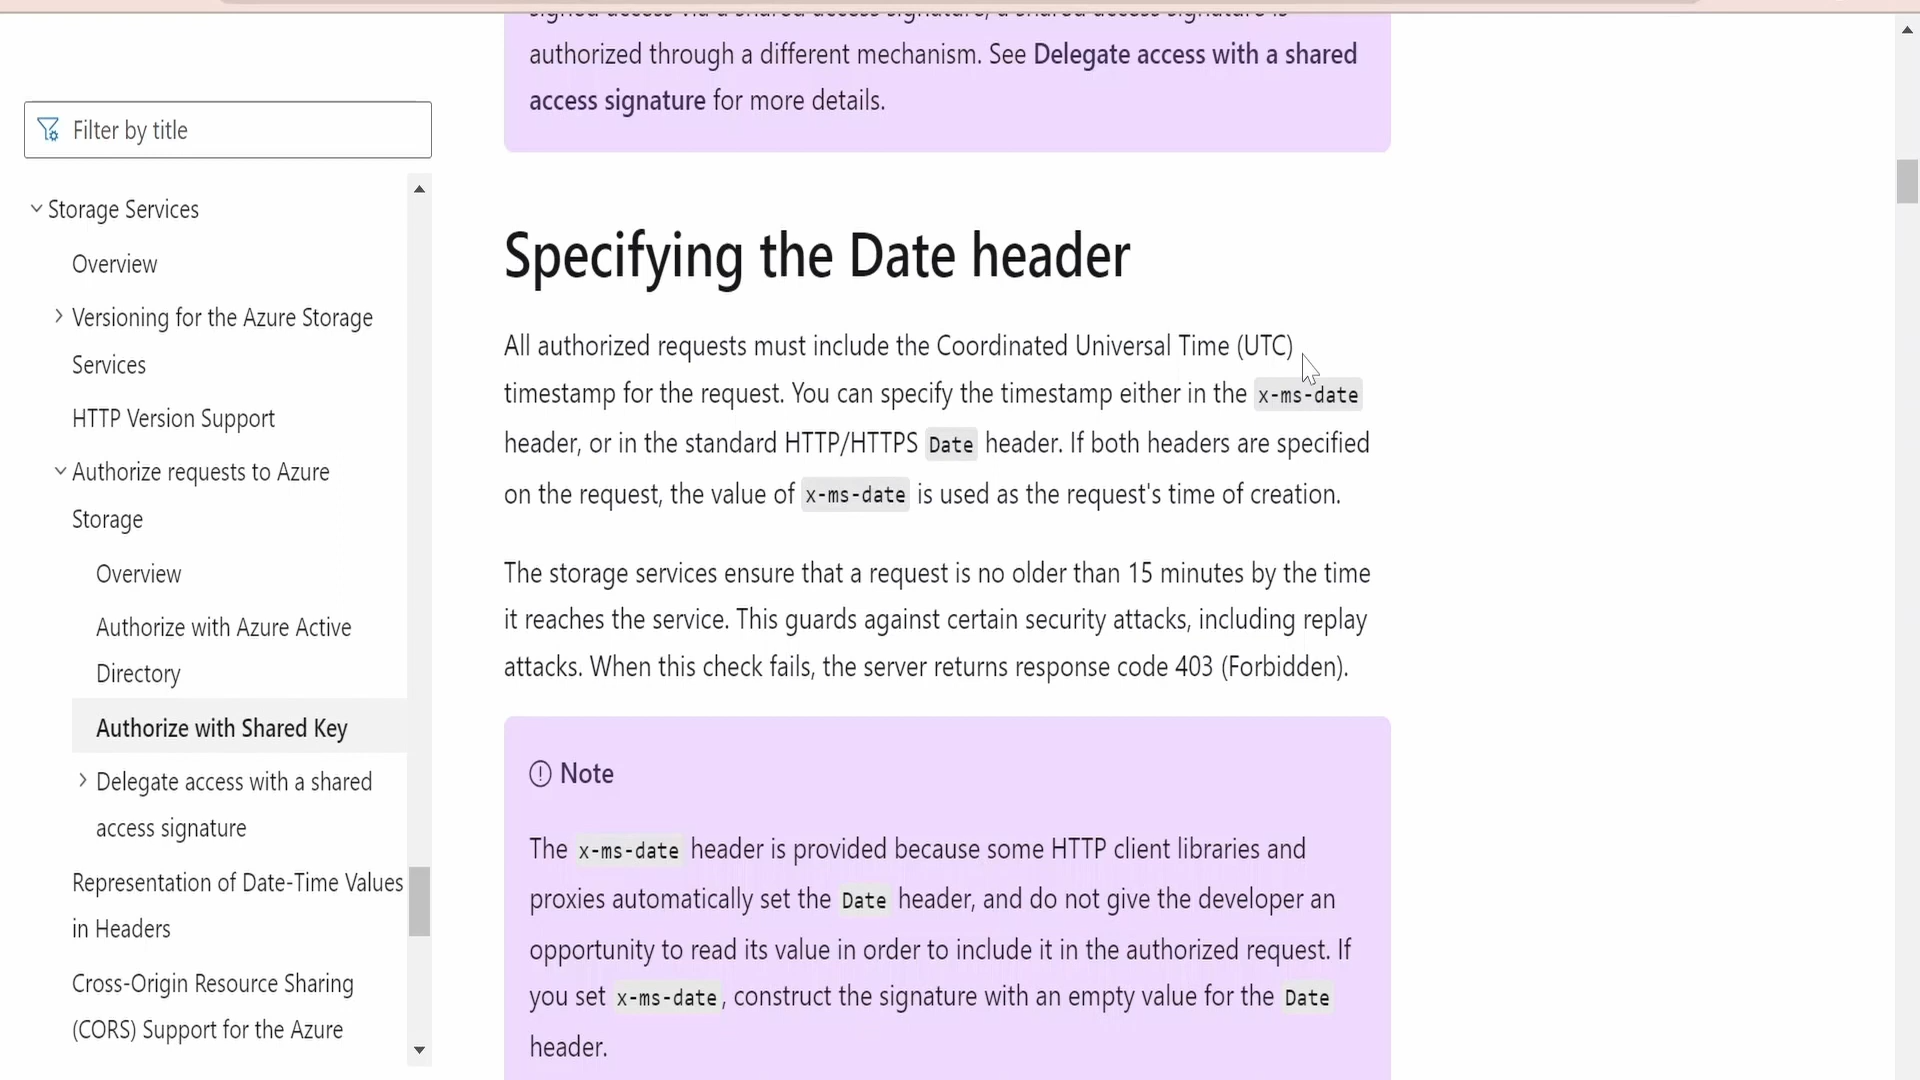 Filter by title
Storage Services
Overview
Versioning for the Azure Storage
Services
HTTP Version Support
Authorize requests to Azure
Storage
Overview
Authorize with Azure Active
Directory
Authorize with Shared Key
Delegate access with a shared
access signature
Representation of Date-Time Values
in Headers
Cross-Origin Resource Sharing
(CORS) Support for the Azure
signed access via a shared access signature, a shared access signature is
authorized through a different mechanism. See Delegate access with a shared
access signature for more details.
Specifying the Date header
All authorized requests must include the Coordinated Universal Time (UTC)
timestamp for the request. You can specify the timestamp either in the x-ms-date
header, or in the standard HTTP/HTTPS Date header. If both headers are specified
on the request, the value of x-ms-date is used as the request's time of creation.
The storage services ensure that a request is no older than 15 minutes by the time
it reaches the service. This guards against certain security attacks, including replay
attacks. When this check fails, the server returns response code 403 (Forbidden).
Note
The x-ms-date header is provided because some HTTP client libraries and
proxies automatically set the Date header, and do not give the developer an
opportunity to read its value in order to include it in the authorized request. If
you set x-ms-date, construct the signature with an empty value for the Date
header.